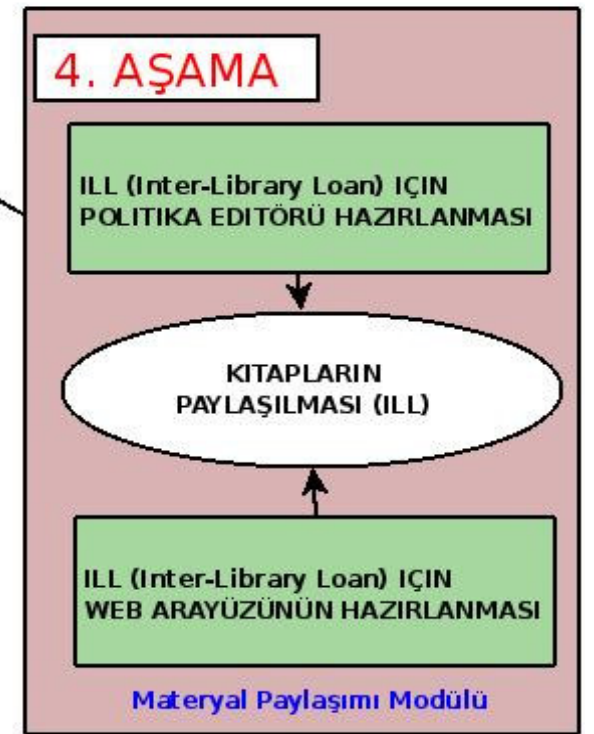 4. AŞAMA
ILL (Inter-Library Loan) IÇIN
POLITIKA EDITÖRÜ HAZIRLANMASI
KITAPLARIN
PAYLAŞILMASI (ILL)
ILL (Inter-Library Loan) IÇIN
WEB ARAYÜZÜNÜN HAZIRLANMASI
Materyal Paylaşımı Modülü